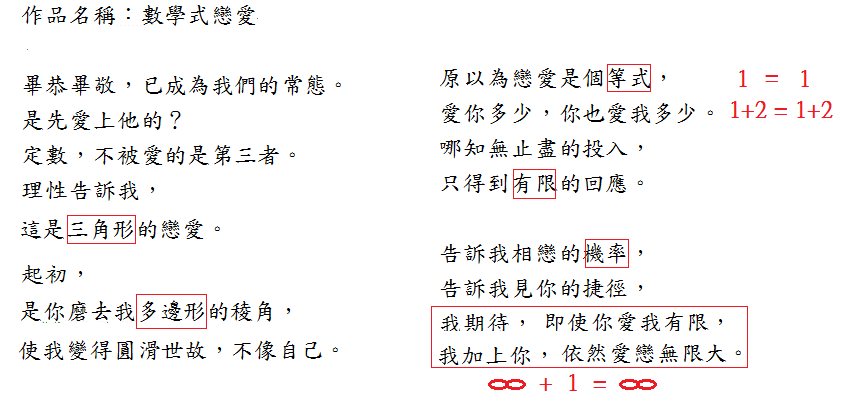 作品名稱：數學式戀愛
畢恭畢敬，已成為我們的常態。
是先愛上他的？
定數，不被愛的是第三者。
理性告訴我，
這是三角形的戀愛。
起初，
是你磨去我多邊形的稜角，
使我變得圓滑世故，不像自己。
原以為戀愛是個等式， 1 = 1
愛你多少，你也愛我多少。 1+2 = 1+2
哪知無止盡的投入，
只得到有限的回應。
告訴我相戀的機率，
告訴我見你的捷徑，
我期待， 即使你愛我有限，
我加上你， 依然愛戀無限大。
∞ + 1 = ∞